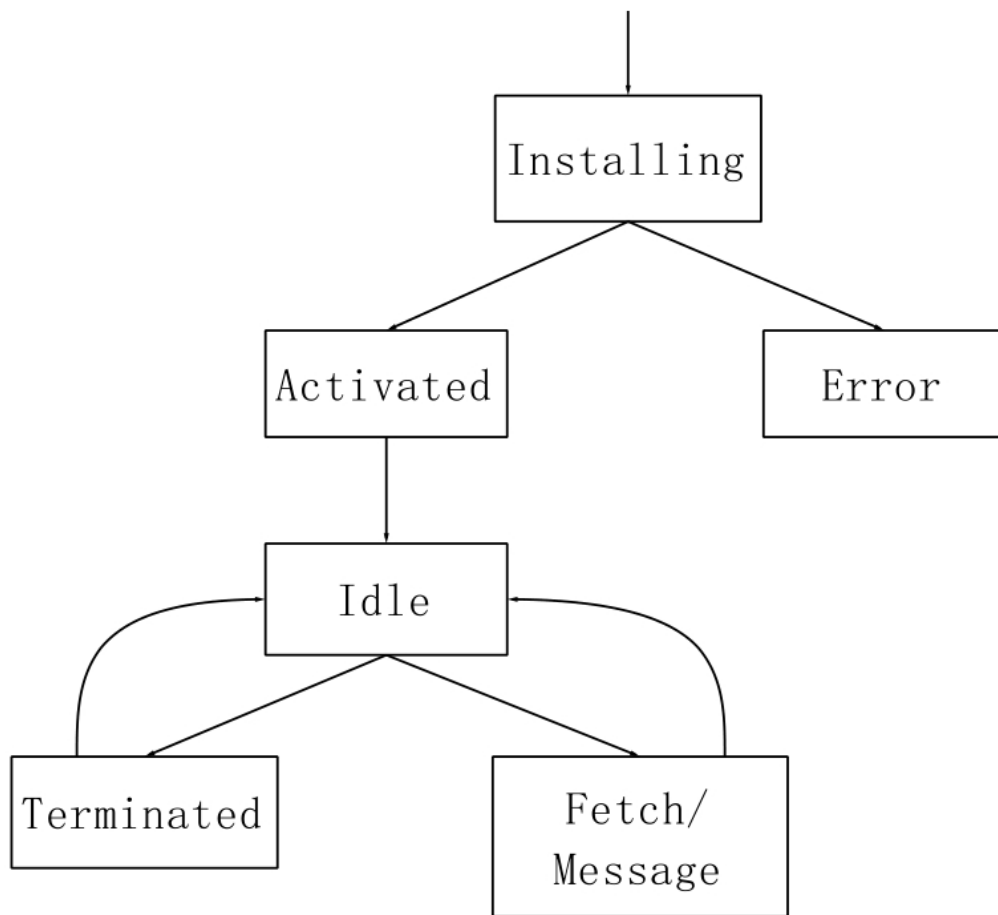 Installing
Activated
Error
Idle
Terminated
Fetch/
Message